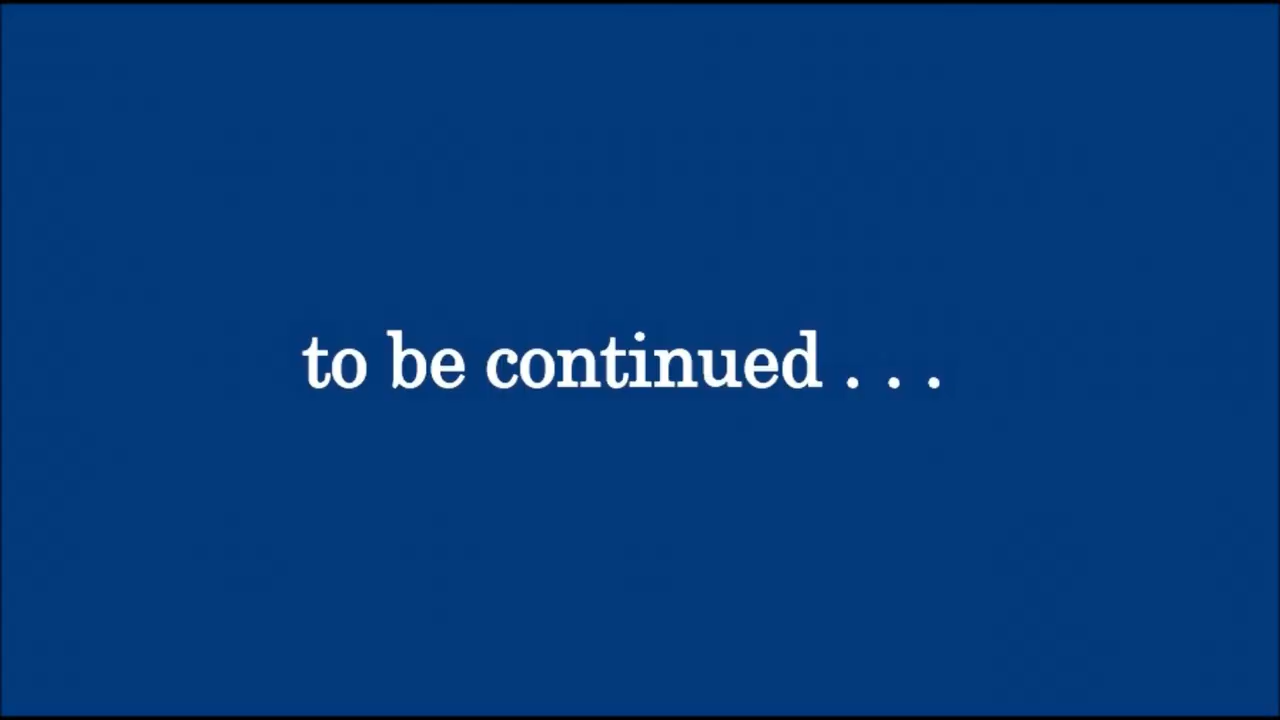 to be continued . . .